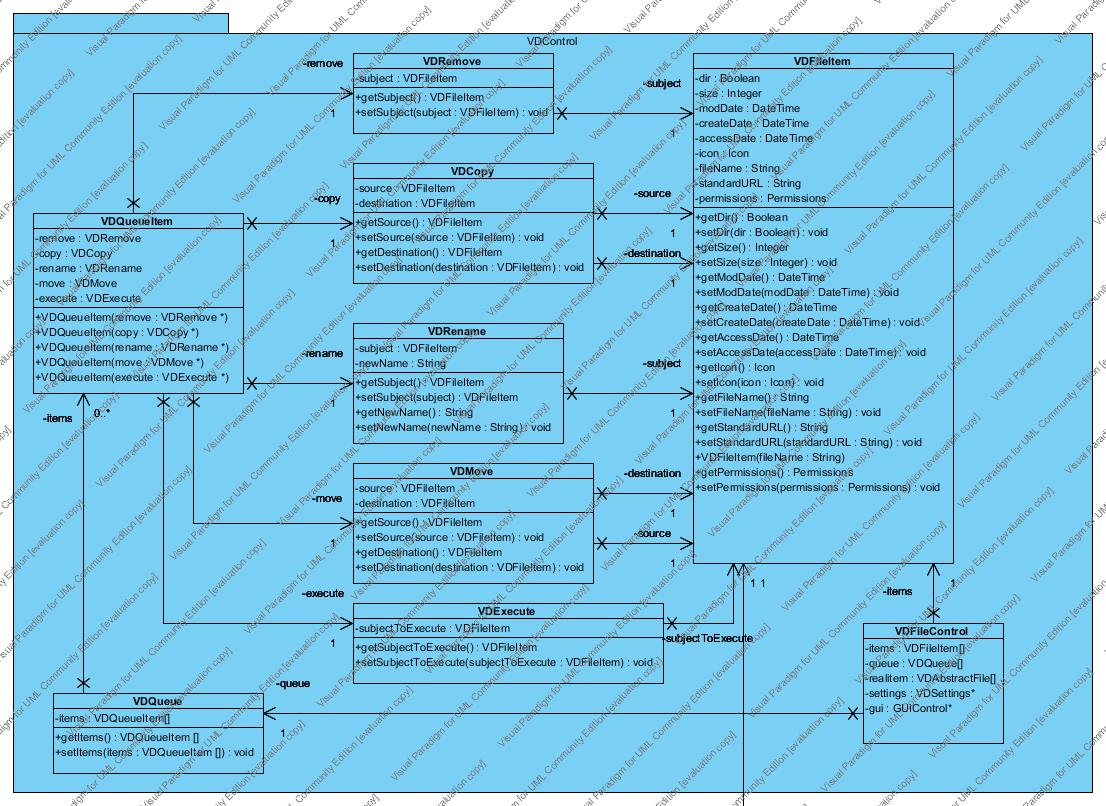 VDControl
-remove
1
VDRemove
-subject : VDFileItem
+getSubject() : VDFileItem
+setSubject(subject : VDFileItem) : void
-subject
1
VDFileItem
-dir : Boolean
-size : Integer
-modDate : DateTime
-createDate : DateTime
-accessDate : DateTime
-icon : Icon
-fileName : String
-standardURL : String
-permissions : Permissions
+getDir() : Boolean
+setDir(dir : Boolean) : void
+getSize() : Integer
+setSize(size : Integer) : void
+getModDate() : DateTime
+setModDate(modDate : DateTime) : void
+getCreateDate() : DateTime
+setCreateDate(createDate : DateTime) : void
+getAccessDate() : DateTime
+setAccessDate(accessDate : DateTime) : void
+getIcon() : Icon
+setIcon(icon : Icon) : void
+getFileName() : String
+setFileName(fileName : String) : void
+getStandardURL() : String
+setStandardURL(standardURL : String) : void
+VDFileItem(fileName : String)
+getPermissions() : Permissions
+setPermissions(permissions : Permissions) : void
VDCopy
-source : VDFileItem
-destination : VDFileItem
+getSource() : VDFileItem
+setSource(source : VDFileItem) : void
+getDestination() : VDFileItem
+setDestination(destination : VDFileItem) : void
-copy
1
-source
1
-destination
1
VDQueueItem
-remove : VDRemove
-copy : VDCopy
-rename : VDRename
-move : VDMove
-execute : VDExecute
+VDQueueItem(remove : VDRemove *)
+VDQueueItem(copy : VDCopy *)
+VDQueueItem(rename : VDRename *)
+VDQueueItem(move : VDMove *)
+VDQueueItem(execute : VDExecute *)
-items
0..*
-rename
1
VDRename
-subject : VDFileItem
-newName : String
+getSubject() : VDFileItem
+setSubject(subject) : VDFileItem
+getNewName() : String
+setNewName(newName : String) : void
-subject
1
-move
1
VDMove
-source : VDFileItem
-destination : VDFileItem
+getSource() : VDFileItem
+setSource(source : VDFileItem) : void
+getDestination() : VDFileItem
+setDestination(destination : VDFileItem) : void
-destination
1
-source
1
-execute
1
VDExecute
-subjectToExecute : VDFileItem
+getSubjectToExecute() : VDFileItem
+setSubjectToExecute(subjectToExecute : VDFileItem) : void
-subjectToExecute
1 1
-items
1
VDFileControl
-items : VDFileItem[]
-queue : VDQueue[]
-realitem : VDAbstractFile[]
-settings : VDSettings*
-gui : GUIControl*
-queue
1
VDQueue
-items : VDQueueItem[]
+getItems() : VDQueueItem []
+setItems(items : VDQueueItem []) : void
Visual Paradigm for UML Community Edition [evaluation copy]